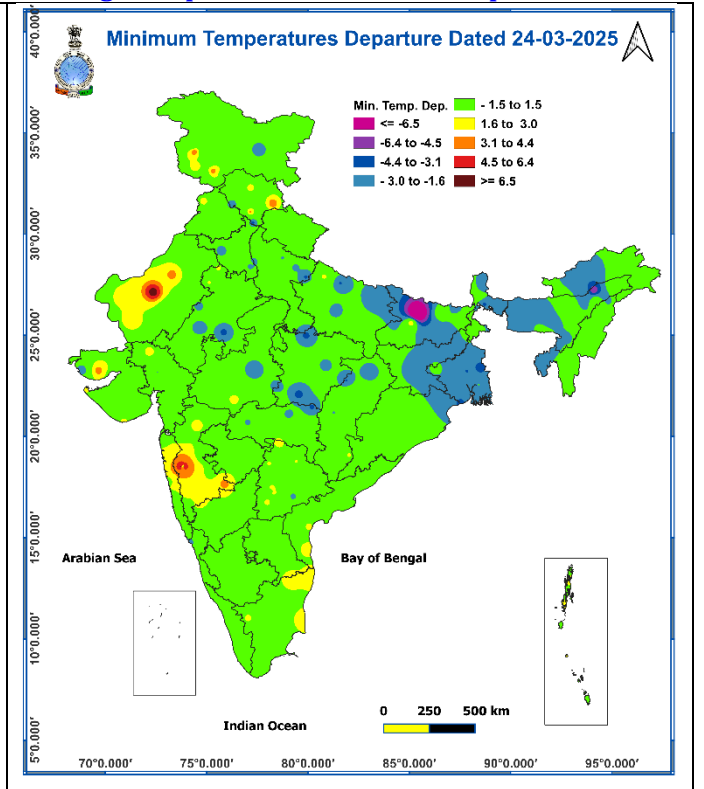 Minimum Temperatures Departure Dated 24-03-2025
Min. Temp. Dep.
<= -6.5
-6.4 to -4.5
-4.4 to -3.1
- 3.0 to -1.6
- 1.5 to 1.5
1.6 to 3.0
3.1 to 4.4
4.5 to 6.4
>= 6.5
40°0.000'
35°0.000'
30°0.000'
25°0.000'
20°0.000'
15°0.000'
10°0.000'
5°0.000'
Arabian Sea
Bay of Bengal
Indian Ocean
0 250 500 km
70°0.000' 75°0.000' 80°0.000' 85°0.000' 90°0.000' 95°0.000'